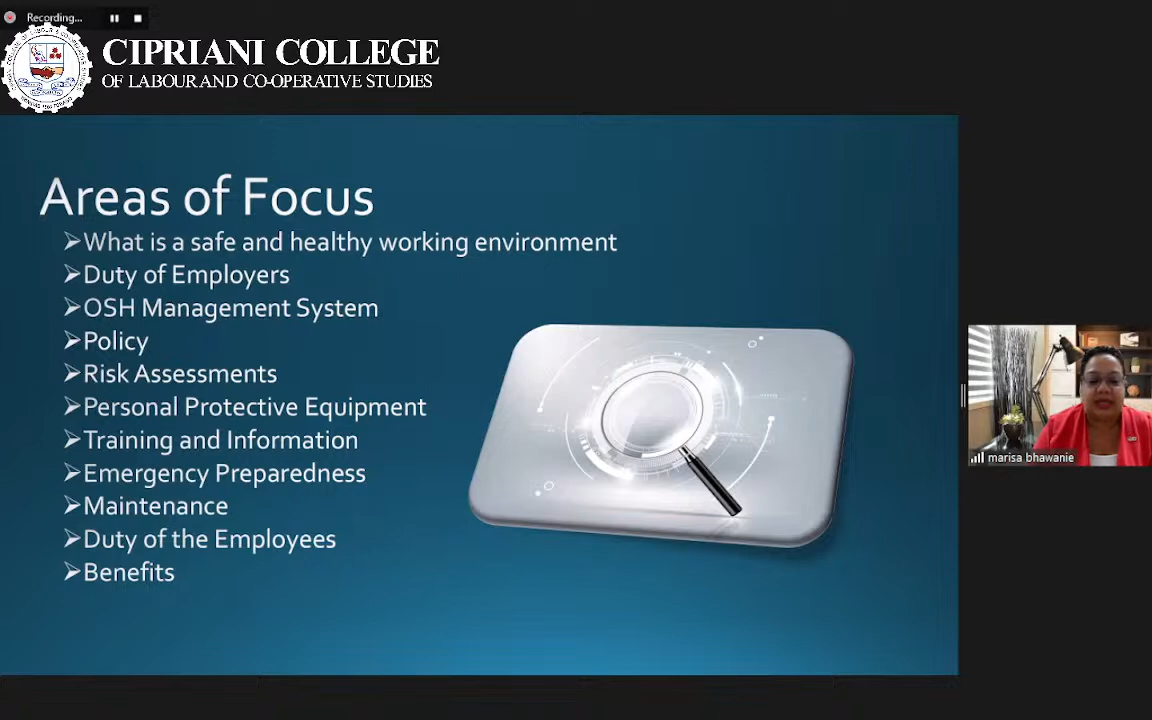 Recording...
CIPRIANI COLLEGE
OF LABOUR AND CO-OPERATIVE STUDIES
Areas of Focus
➢What is a safe and healthy working environment
➢Duty of Employers
➢OSH Management System
➢Policy
➢Risk Assessments
➢Personal Protective Equipment
➢Training and Information
➢Emergency Preparedness
➢Maintenance
➢Duty of the Employees
➢Benefits
marisa bhawanie